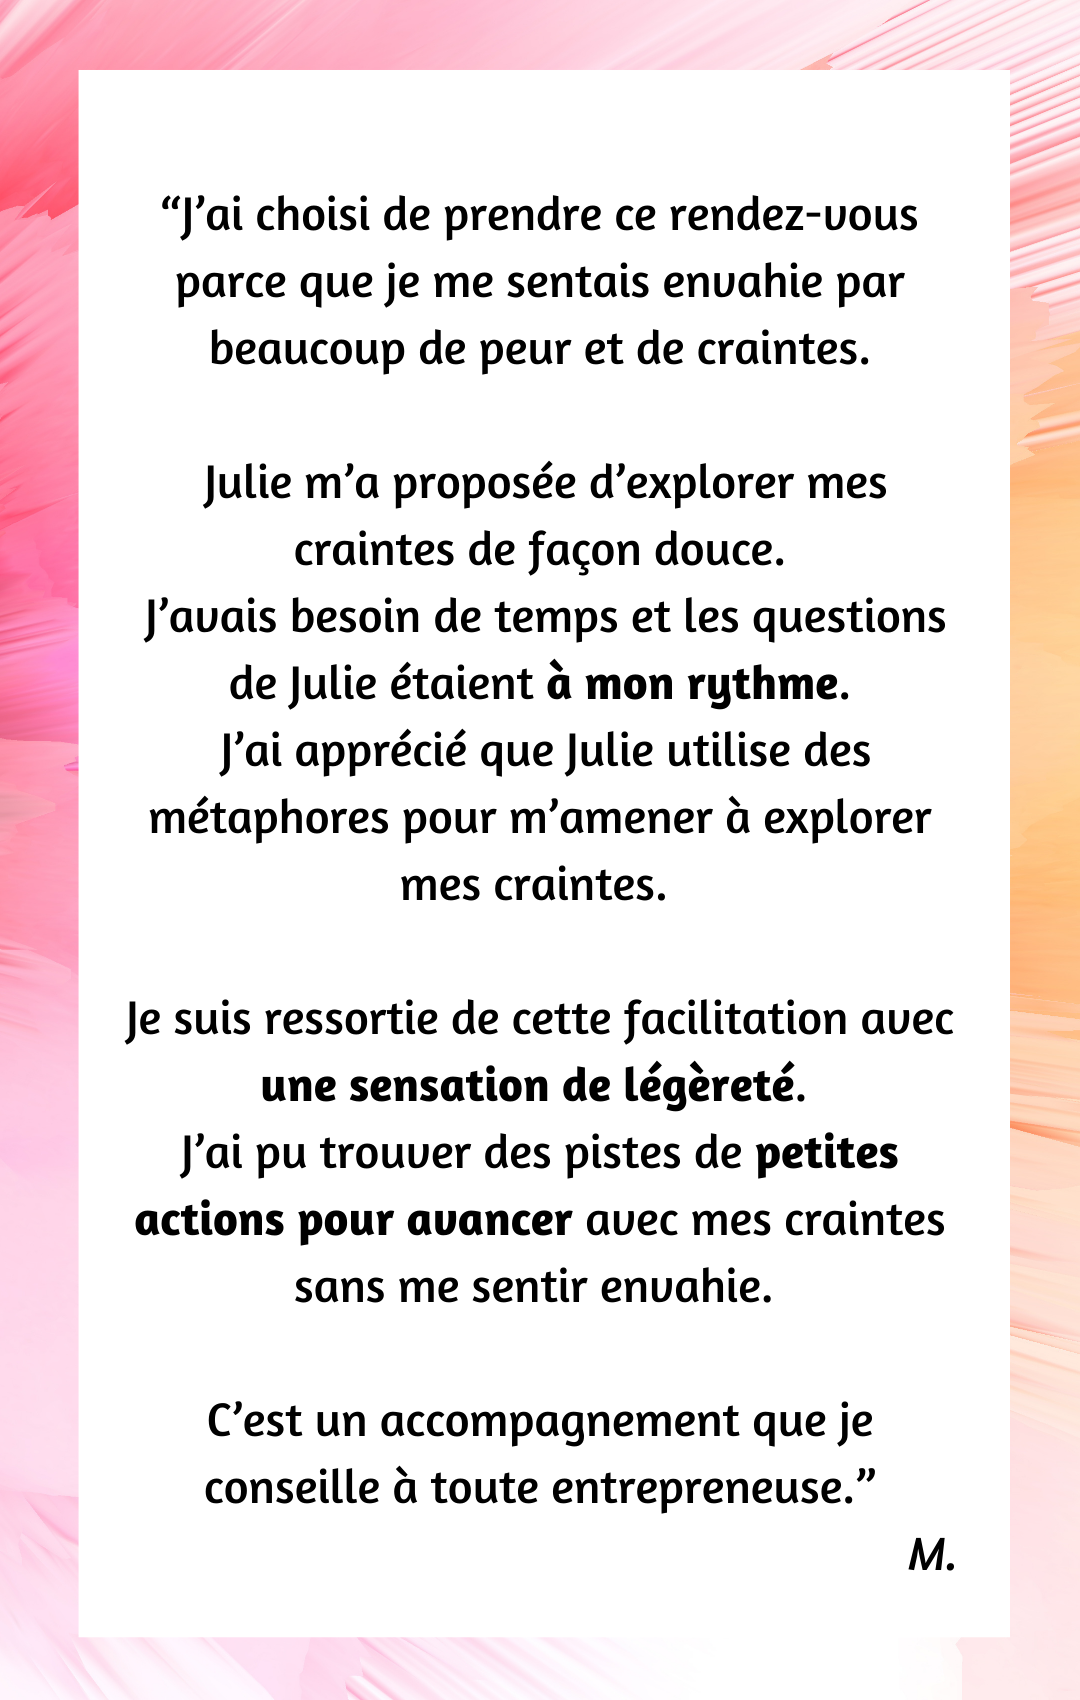 “J’ai choisi de prendre ce rendez-vous
parce que je me sentais envahie par
beaucoup de peur et de craintes.
Julie m’a proposée d’explorer mes
craintes de façon douce.
J’avais besoin de temps et les questions
de Julie étaient à mon rythme.
J’ai apprécié que Julie utilise des
métaphores pour m’amener à explorer
mes craintes.
Je suis ressortie de cette facilitation avec
une sensation de légèreté.
J’ai pu trouver des pistes de petites
actions pour avancer avec mes craintes
sans me sentir envahie.
C’est un accompagnement que je
conseille à toute entrepreneuse.”
M.